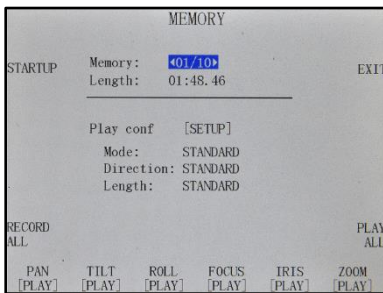 MEMORY
STARTUP
Memory: ◂01/10▸
EXIT
Length: 01:48.46
Play conf [SETUP]
Mode: STANDARD
Direction: STANDARD
Length: STANDARD
RECORD ALL
PLAY ALL
PAN TILT ROLL FOCUS IRIS ZOOM
[PLAY] [PLAY] [PLAY] [PLAY] [PLAY] [PLAY]